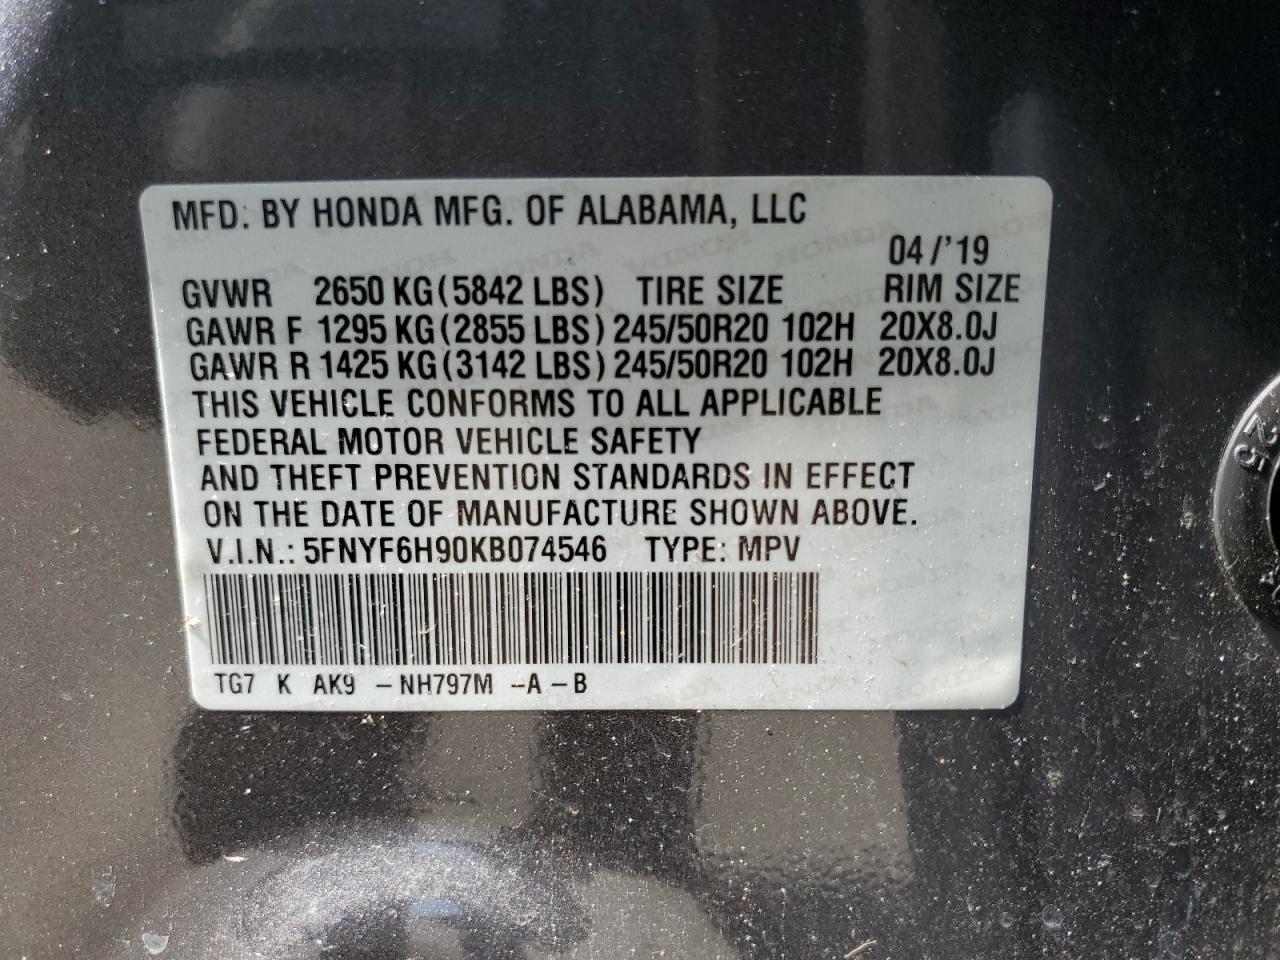 MFD. BY HONDA MFG. OF ALABAMA, LLC
04/'19
GVWR 2650 KG(5842 LBS) TIRE SIZE RIM SIZE
GAWR F 1295 KG(2855 LBS) 245/50R20 102H 20X8.0J
GAWR R 1425 KG(3142 LBS) 245/50R20 102H 20X8.0J
THIS VEHICLE CONFORMS TO ALL APPLICABLE
FEDERAL MOTOR VEHICLE SAFETY
AND THEFT PREVENTION STANDARDS IN EFFECT
ON THE DATE OF MANUFACTURE SHOWN ABOVE.
V.I.N.: 5FNYF6H90KB074546 TYPE: MPV
TG7 K AK9 -NH797M -A-B
25